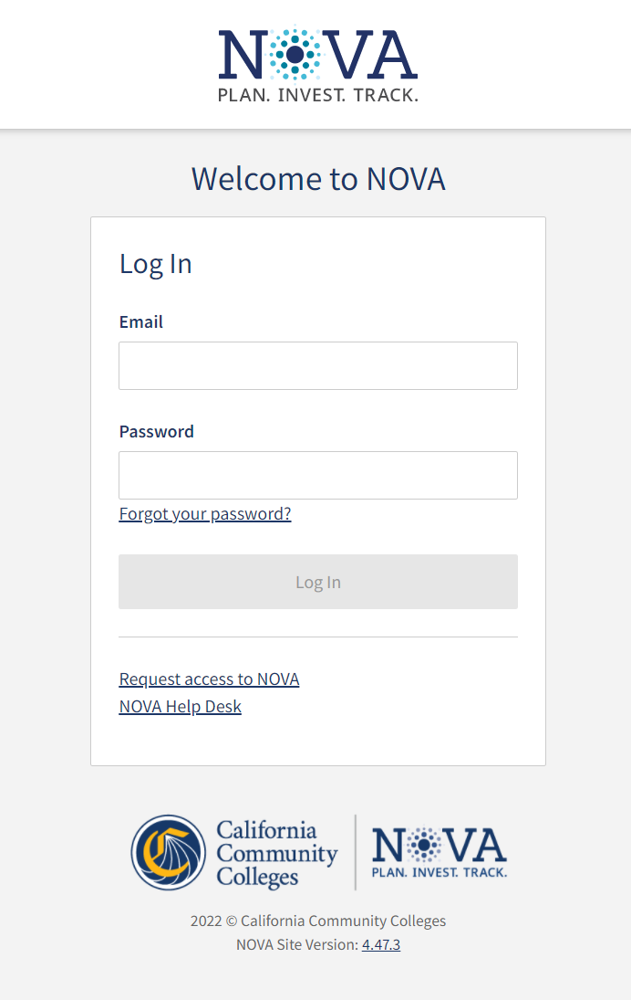 NOVA
PLAN. INVEST. TRACK.
Welcome to NOVA
Log In
Email
Password
Forgot your password?
Log In
Request access to NOVA
NOVA Help Desk
California
Community
Colleges
NOVA
PLAN. INVEST. TRACK.
2022 © California Community Colleges
NOVA Site Version: 4.47.3